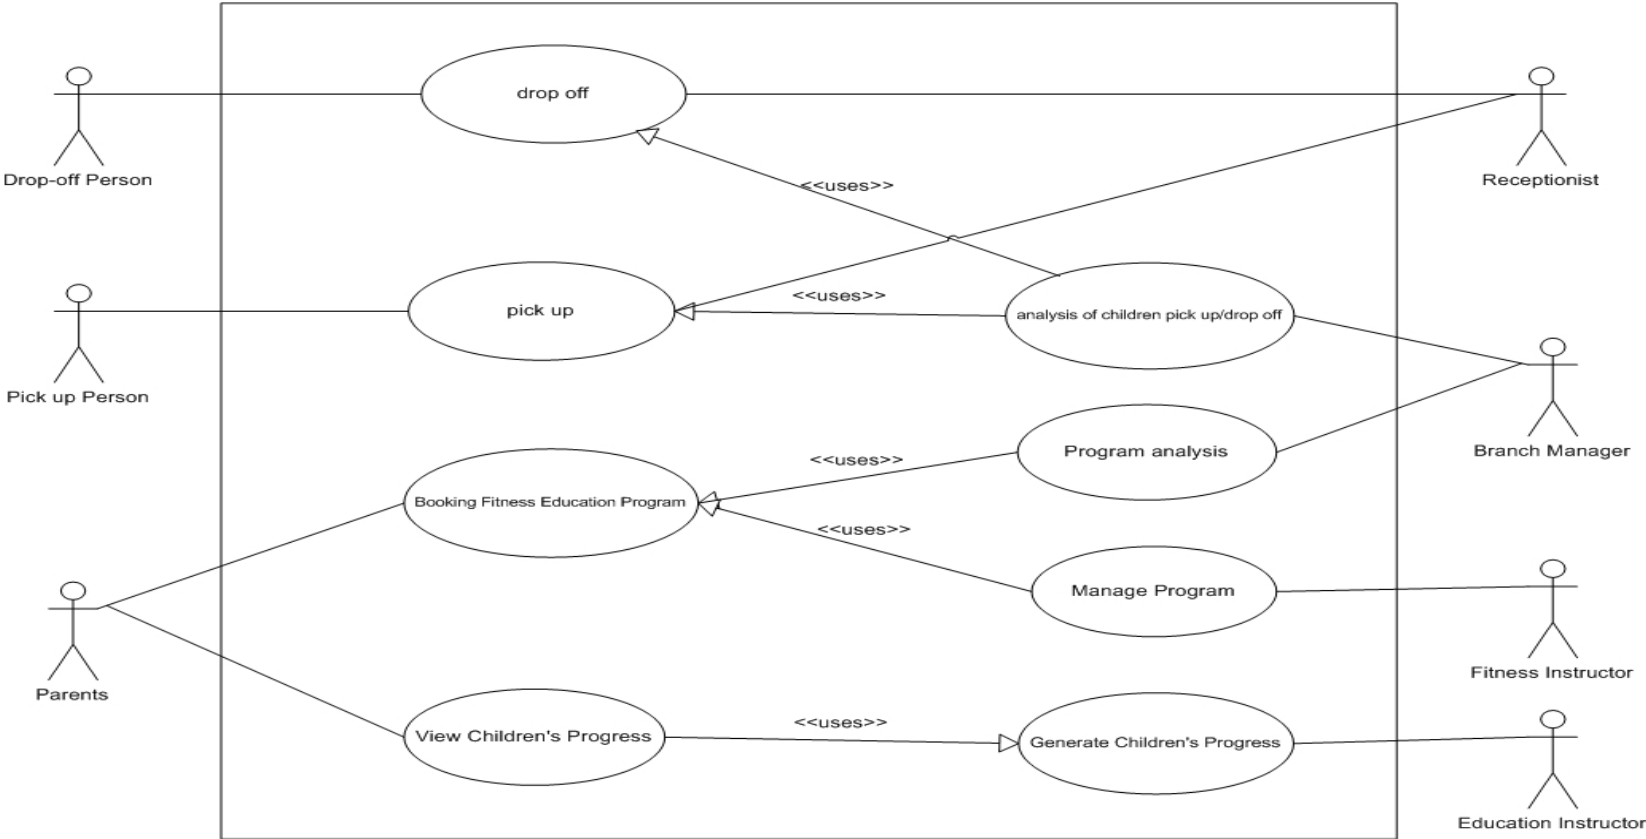 drop off
Drop-off Person
Receptionist
<<uses>>
<<uses>>
pick up
analysis of children pick up/drop off
Pick up Person
Branch Manager
Program analysis
<<uses>>
Booking Fitness Education Program
<<uses>>
Manage Program
Fitness Instructor
Parents
<<uses>>
View Children's Progress
Generate Children's Progress
Education Instructor